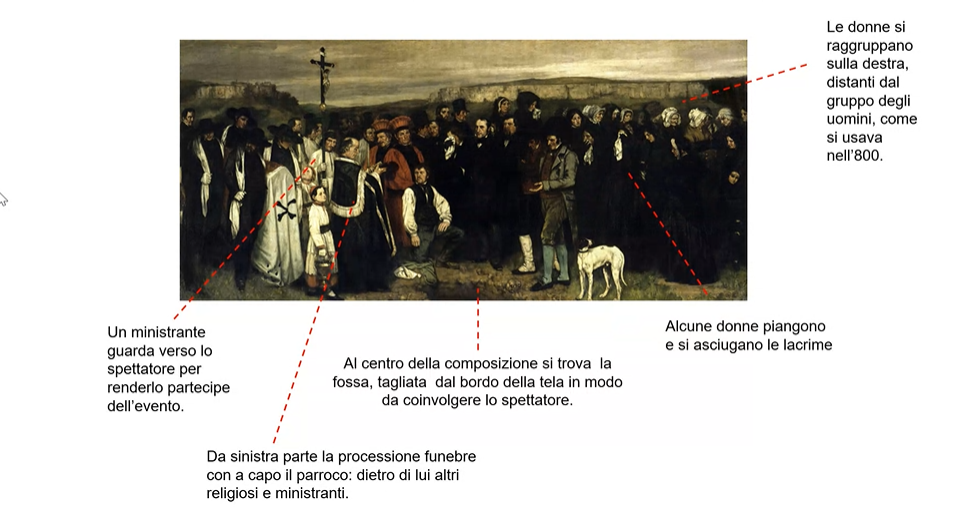 Le donne si
raggruppano
sulla destra,
distanti dal
gruppo degli
uomini, come
si usava
nell'800.
Un ministrante
guarda verso lo
spettatore per
renderlo partecipe
dell'evento.
Al centro della composizione si trova  la
fossa, tagliata  dal bordo della tela in modo
da coinvolgere lo spettatore.
Alcune donne piangono
e si asciugano le lacrime
Da sinistra parte la processione funebre
con a capo il parroco: dietro di lui altri
religiosi e ministranti.